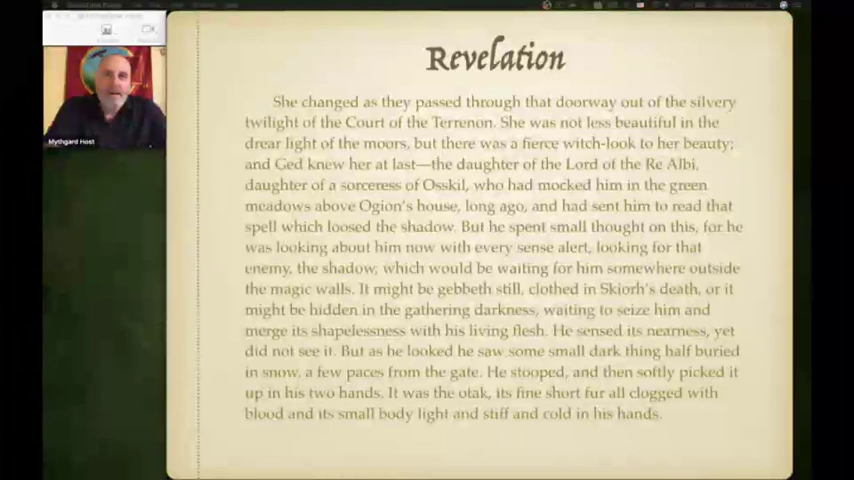 Revelation
She changed as they passed through that doorway out of the silvery
twilight of the Court of the Terrenon. She was not less beautiful in the
drear light of the moors, but there was a fierce witch-look to her beauty;
and Ged knew her at last—the daughter of the Lord of the Re Albi,
daughter of a sorceress of Osskil, who had mocked him in the green
meadows above Ogion's house, long ago, and had sent him to read that
spell which loosed the shadow. But he spent small thought on this, for he
was looking about him now with every sense alert, looking for that
enemy, the shadow, which would be waiting for him somewhere outside
the magic walls. It might be gebbeth still, clothed in Skiorh's death, or it
might be hidden in the gathering darkness, waiting to seize him and
merge its shapelessness with his living flesh. He sensed its nearness, yet
did not see it. But as he looked he saw some small dark thing half buried
in snow, a few paces from the gate. He stooped, and then softly picked it
up in his two hands. It was the otak, its fine short fur all clogged with
blood and its small body light and stiff and cold in his hands.
Mythgard Host